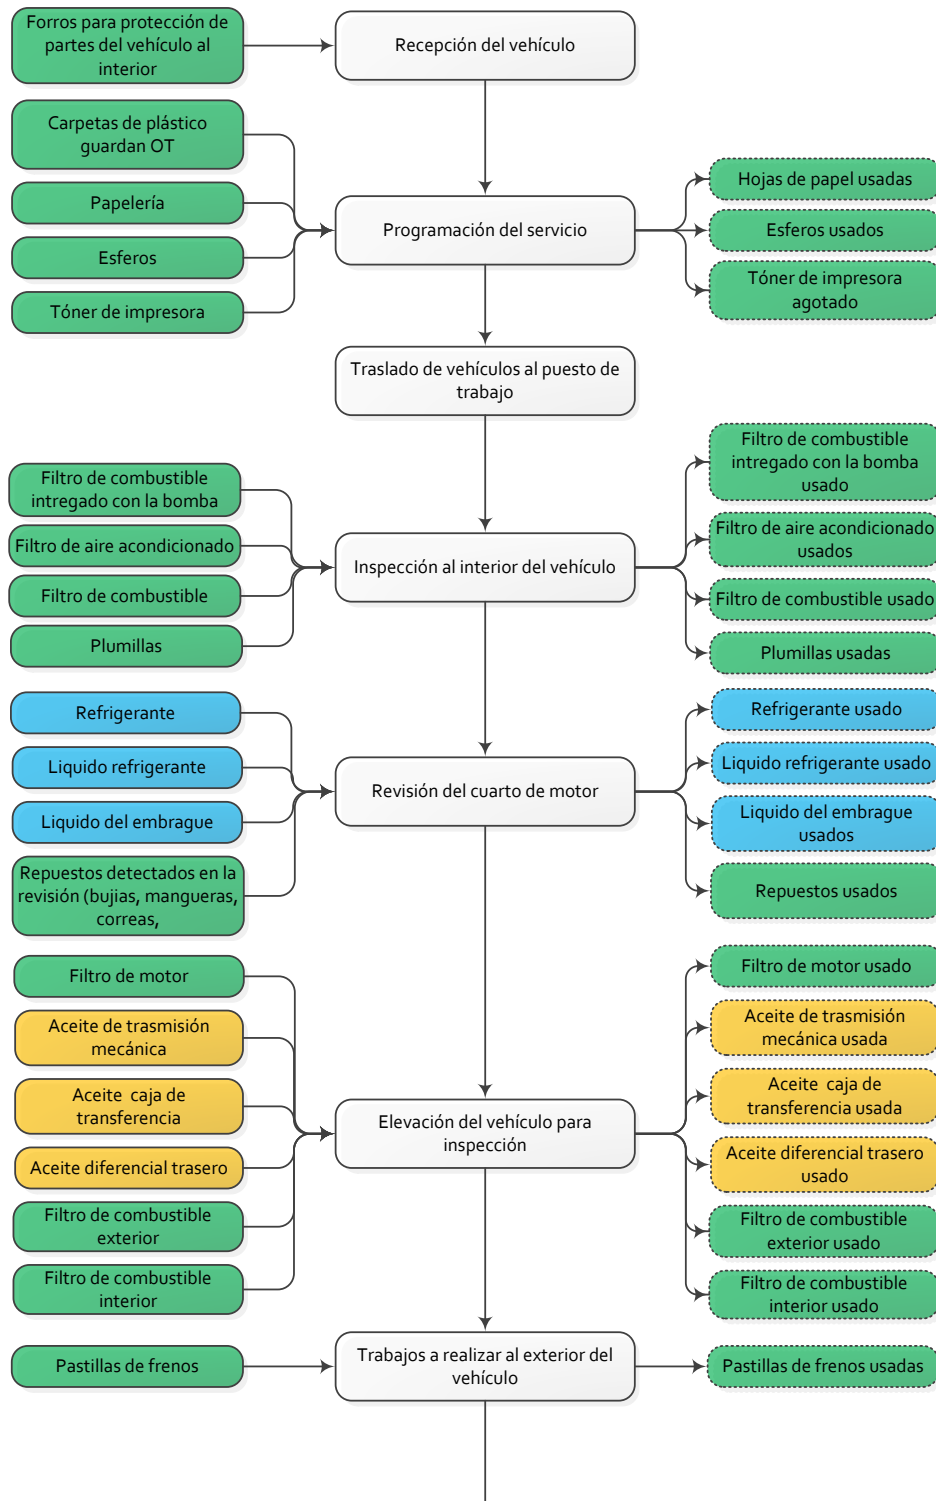 Forros para protección de
partes del vehículo al
interior
Recepción del vehículo
Carpetas de plástico
guardan OT
Papelería
Esferos
Tóner de impresora
Programación del servicio
Hojas de papel usadas
Esferos usados
Tóner de impresora
agotado
Traslado de vehículos al puesto de
trabajo
Filtro de combustible
intregado con la bomba
Filtro de aire acondicionado
Filtro de combustible
Plumillas
Inspección al interior del vehículo
Filtro de combustible
intregado con la bomba
usado
Filtro de aire acondicionado
usados
Filtro de combustible usado
Plumillas usadas
Refrigerante
Liquido refrigerante
Liquido del embrague
Repuestos detectados en la
revisión (bujias, mangueras,
correas,
Revisión del cuarto de motor
Refrigerante usado
Liquido refrigerante usado
Liquido del embrague
usados
Repuestos usados
Filtro de motor
Aceite de trasmisión
mecánica
Aceite  caja de
transferencia
Aceite diferencial trasero
Filtro de combustible
exterior
Filtro de combustible
interior
Elevación del vehículo para
inspección
Filtro de motor usado
Aceite de trasmisión
mecánica usada
Aceite  caja de
transferencia usada
Aceite diferencial trasero
usado
Filtro de combustible
exterior usado
Filtro de combustible
interior usado
Pastillas de frenos
Trabajos a realizar al exterior del
vehículo
Pastillas de frenos usadas